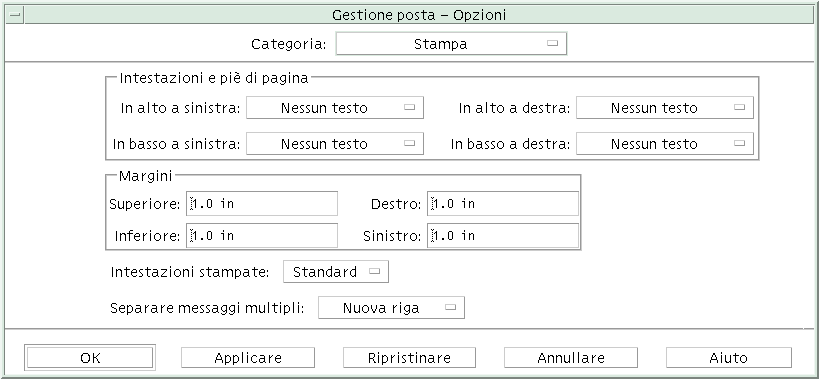 Gestione posta – Opzioni
Categoria: Stampa
Intestazioni e piè di pagina
In alto a sinistra: Nessun testo In alto a destra: Nessun testo
In basso a sinistra: Nessun testo In basso a destra: Nessun testo
Margini
Superiore: 1.0 in Destro: 1.0 in
Inferiore: 1.0 in Sinistro: 1.0 in
Intestazioni stampate: Standard
Separare messaggi multipli: Nuova riga
OK Applicare Ripristinare Annullare Aiuto